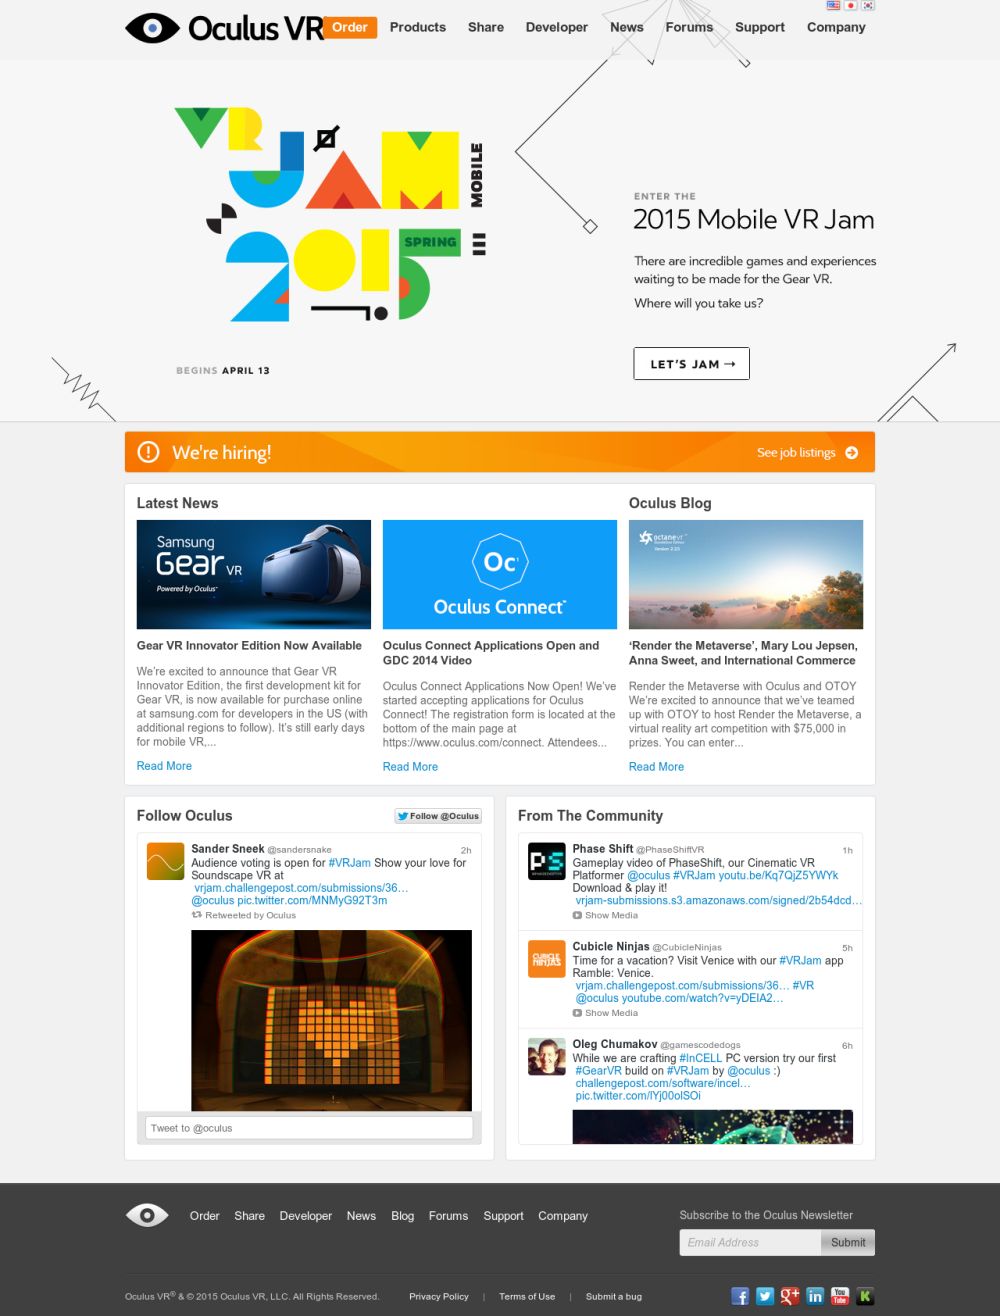 Oculus VR
Order
Products
Share
Developer
News
Forums
Support
Company
VR
JAM
MOBILE
SPRING
2015
BEGINS APRIL 13
ENTER THE
2015 Mobile VR Jam
There are incredible games and experiences
waiting to be made for the Gear VR.
Where will you take us?
LET'S JAM →
We're hiring!
See job listings
Latest News
Samsung
Gear VR
Powered by Oculus™
Gear VR Innovator Edition Now Available
We're excited to announce that Gear VR
Innovator Edition, the first development kit for
Gear VR, is now available for purchase online
at samsung.com for developers in the US (with
additional regions to follow). It's still early days
for mobile VR,...
Read More
Oc
Oculus Connect™
Oculus Connect Applications Open and
GDC 2014 Video
Oculus Connect Applications Now Open! We've
started accepting applications for Oculus
Connect! The registration form is located at the
bottom of the main page at
https://www.oculus.com/connect. Attendees...
Read More
Oculus Blog
octanevr™
‘Render the Metaverse’, Mary Lou Jepsen,
Anna Sweet, and International Commerce
Render the Metaverse with Oculus and OTOY
We're excited to announce that we've teamed
up with OTOY to host Render the Metaverse, a
virtual reality art competition with $75,000 in
prizes. You can enter...
Read More
Follow Oculus
Follow @Oculus
Sander Sneek @sandersnake 2h
Audience voting is open for #VRJam Show your love for
Soundscape VR at
vrjam.challengepost.com/submissions/36…
@oculus pic.twitter.com/MNMyG92T3m
Retweeted by Oculus
Tweet to @oculus
From The Community
PS
Phase Shift @PhaseShiftVR 1h
Gameplay video of PhaseShift, our Cinematic VR
Platformer @oculus #VRJam youtu.be/Kq7QjZ5YWYk
Download & play it!
vrjam-submissions.s3.amazonaws.com/signed/2b54dcd…
Show Media
CUBICLE
NINJAS
Cubicle Ninjas @CubicleNinjas 5h
Time for a vacation? Visit Venice with our #VRJam app
Ramble: Venice.
vrjam.challengepost.com/submissions/36… #VR
@oculus youtube.com/watch?v=yDEIA2…
Show Media
Oleg Chumakov @gamescodedogs 6h
While we are crafting #InCELL PC version try our first
#GearVR build on #VRJam by @oculus :)
challengepost.com/software/incel…
pic.twitter.com/lYj00olSOi
Order
Share
Developer
News
Blog
Forums
Support
Company
Subscribe to the Oculus Newsletter
Email Address
Submit
Oculus VR® & © 2015 Oculus VR, LLC. All Rights Reserved.
Privacy Policy | Terms of Use | Submit a bug